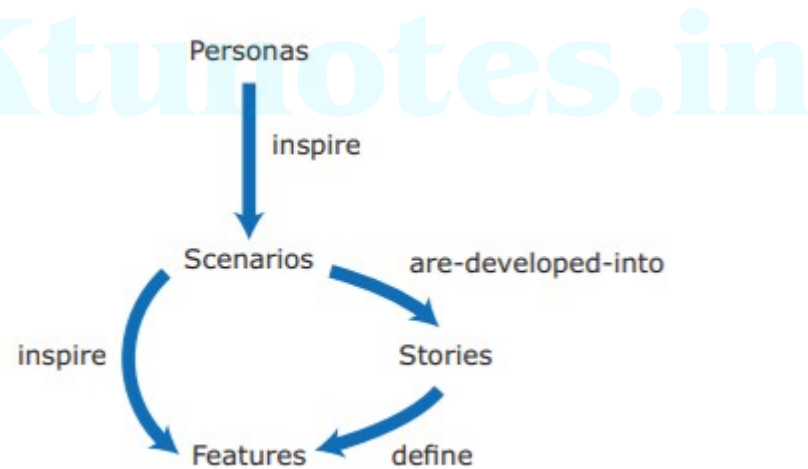 Ktunotes.in
Personas
inspire
Scenarios
are-developed-into
inspire
Stories
Features
define